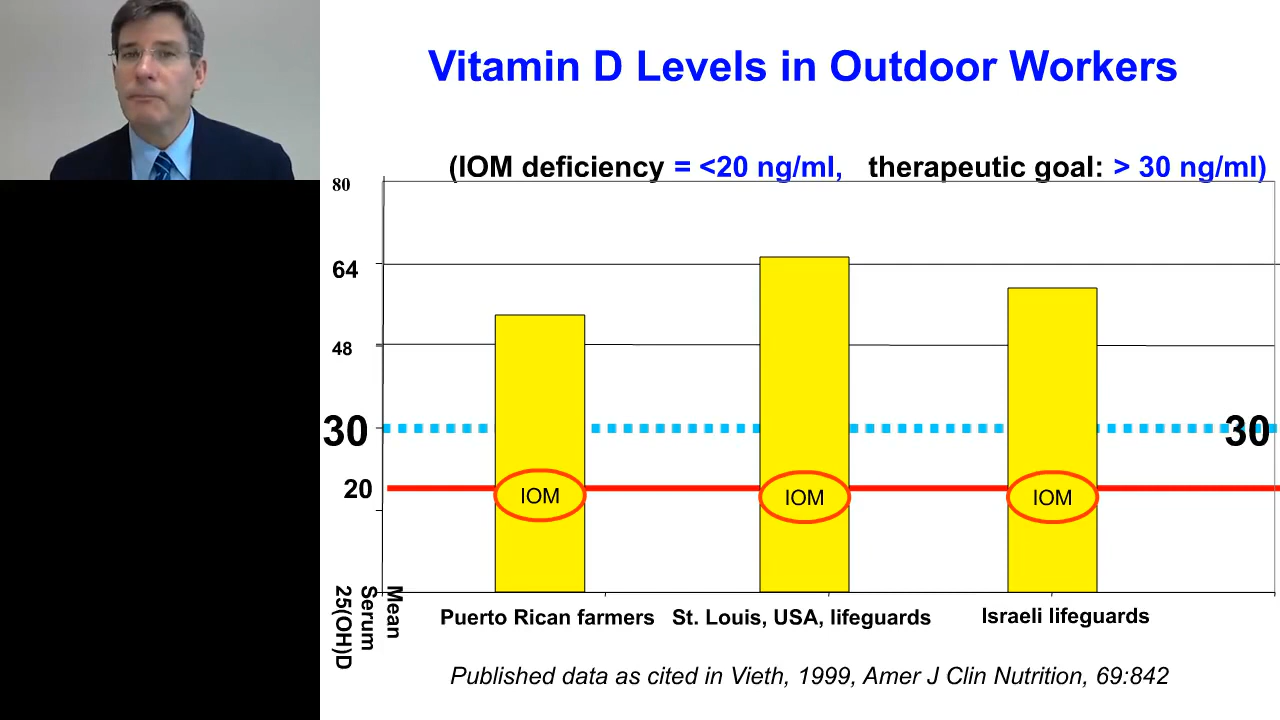 Vitamin D Levels in Outdoor Workers
(IOM deficiency = <20 ng/ml, therapeutic goal: > 30 ng/ml)
80
64
48
30
30
20
IOM
IOM
IOM
Mean
Serum
25(OH)D
Puerto Rican farmers
St. Louis, USA, lifeguards
Israeli lifeguards
Published data as cited in Vieth, 1999, Amer J Clin Nutrition, 69:842